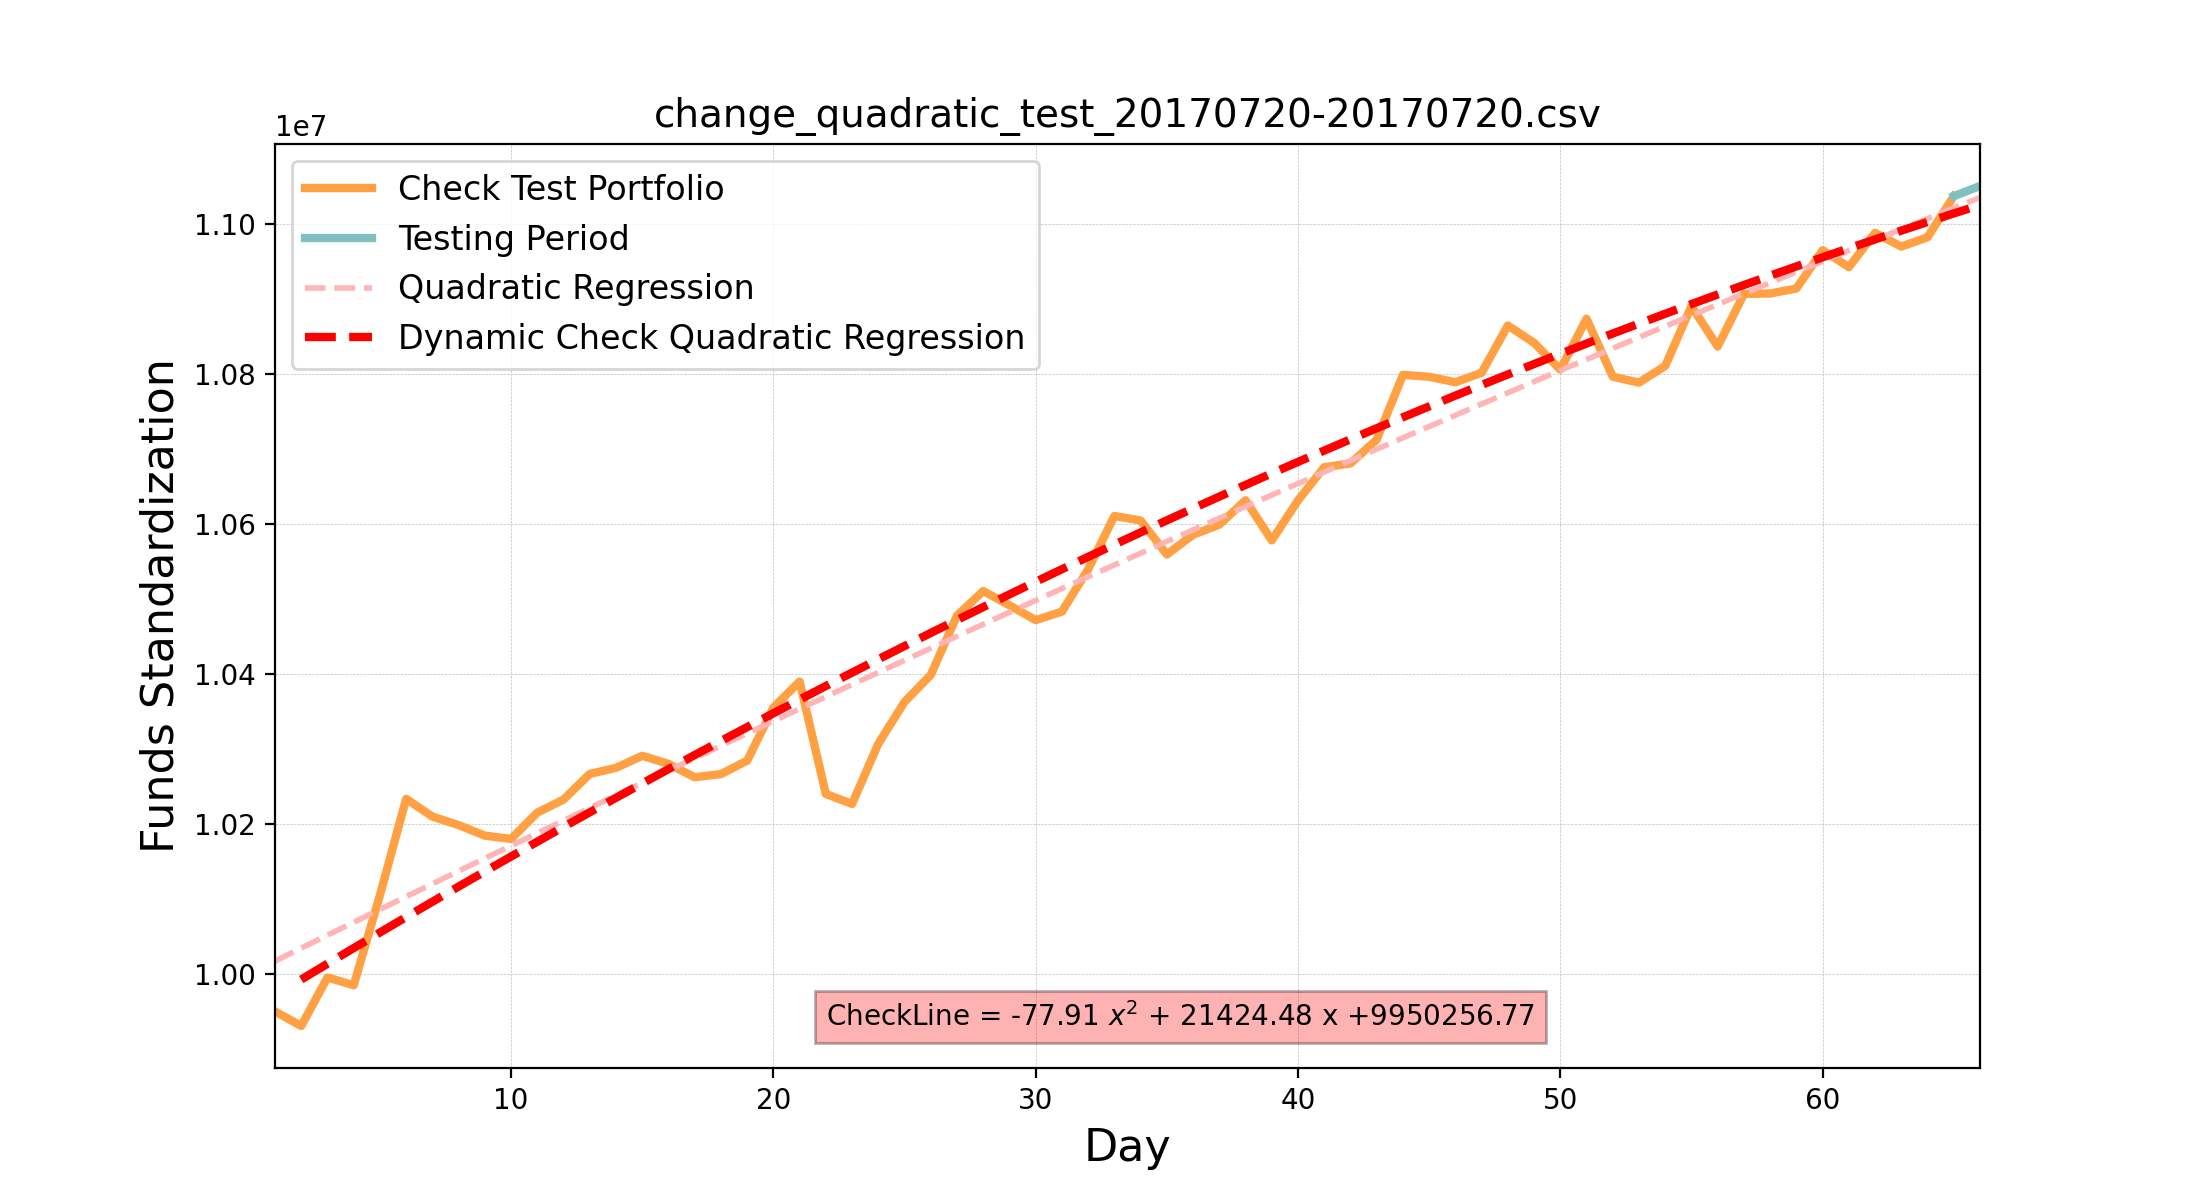 change_quadratic_test_20170720-20170720.csv
1e7
Check Test Portfolio
Testing Period
Quadratic Regression
Dynamic Check Quadratic Regression
1.10
1.08
1.06
1.04
1.02
1.00
Funds Standardization
CheckLine = -77.91 x² + 21424.48 x +9950256.77
10 20 30 40 50 60
Day